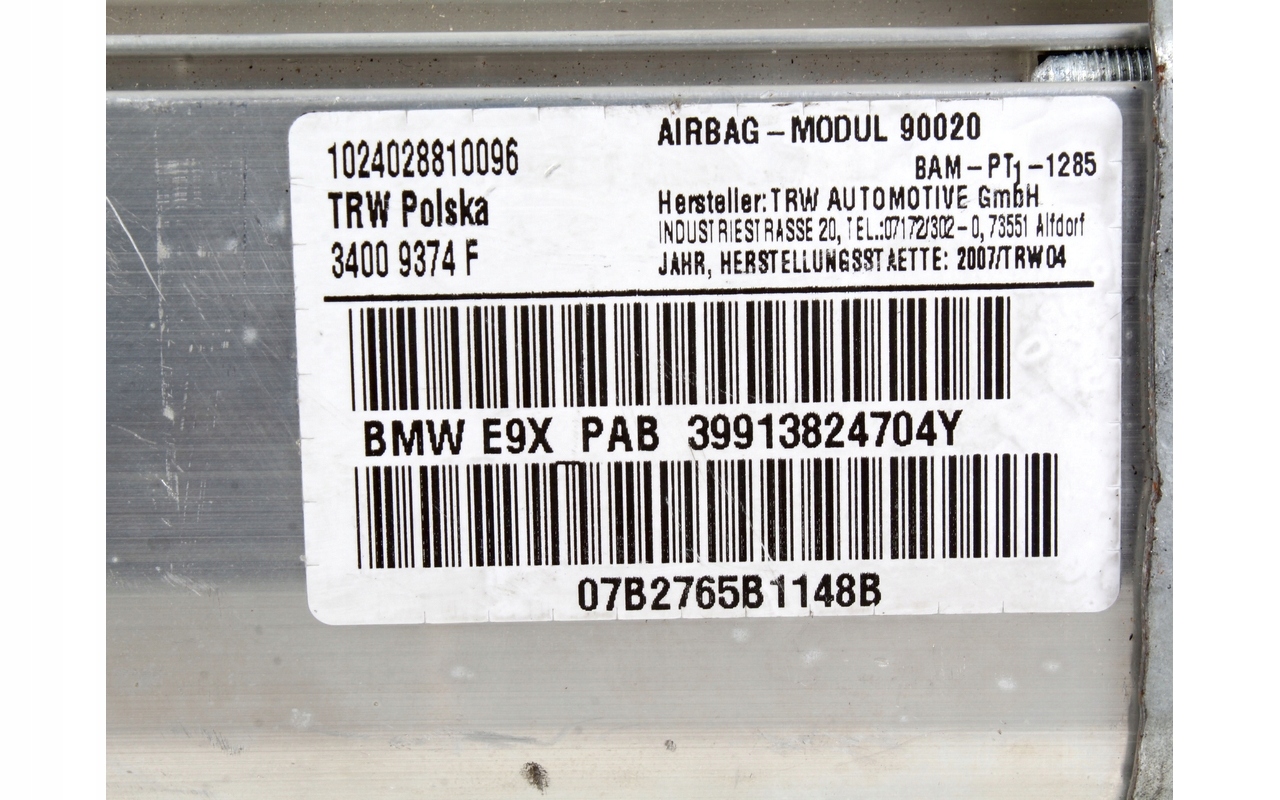 1024028810096
TRW Polska
3400 9374 F
AIRBAG - MODUL 90020
BAM - PT1 - 1285
Hersteller: TRW AUTOMOTIVE GmbH
INDUSTRIESTRASSE 20, TEL.:07172/302-0, 73551 Alfdorf
JAHR, HERSTELLUNGSSTAETTE: 2007/TRW04
BMW E9X PAB 39913824704Y
07B2765B1148B